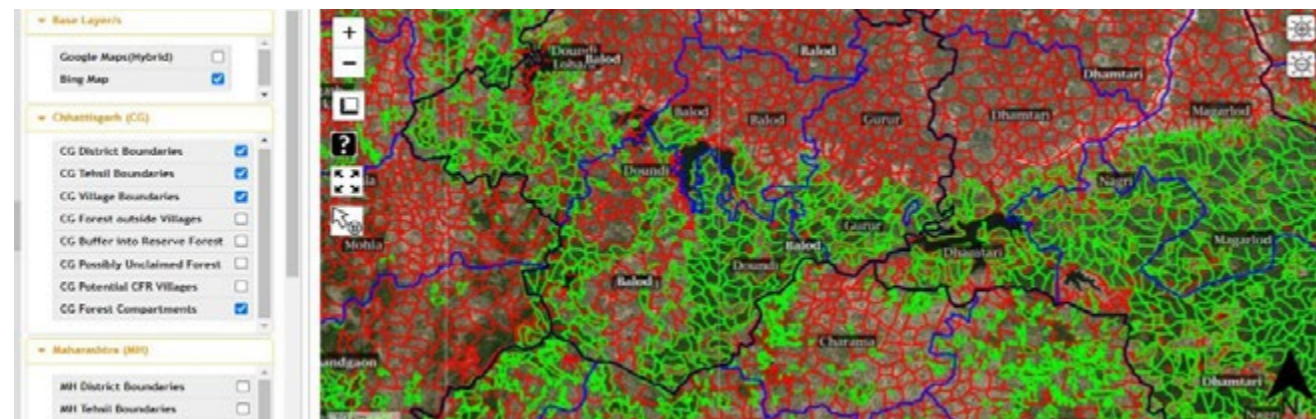 Base Layer/s
Google Maps(Hybrid)
Bing Map
Chhattisgarh (CG)
CG District Boundaries
CG Tehsil Boundaries
CG Village Boundaries
CG Forest outside Villages
CG Buffer into Reserve Forest
CG Possibly Unclaimed Forest
CG Potential CFR Villages
CG Forest Compartments
Maharashtra (MH)
MH District Boundaries
MH Tehsil Boundaries
+
−
?
Doundi
Balod
Balod
Dhamtari
Balod
Balod
Gurur
Dhamtari
Magarlod
Doundi
Nagri
Mohla
Gurur
Balod
Dhamtari
Magarlod
Doundi
Balod
Charama
Dhamtari
Nagri